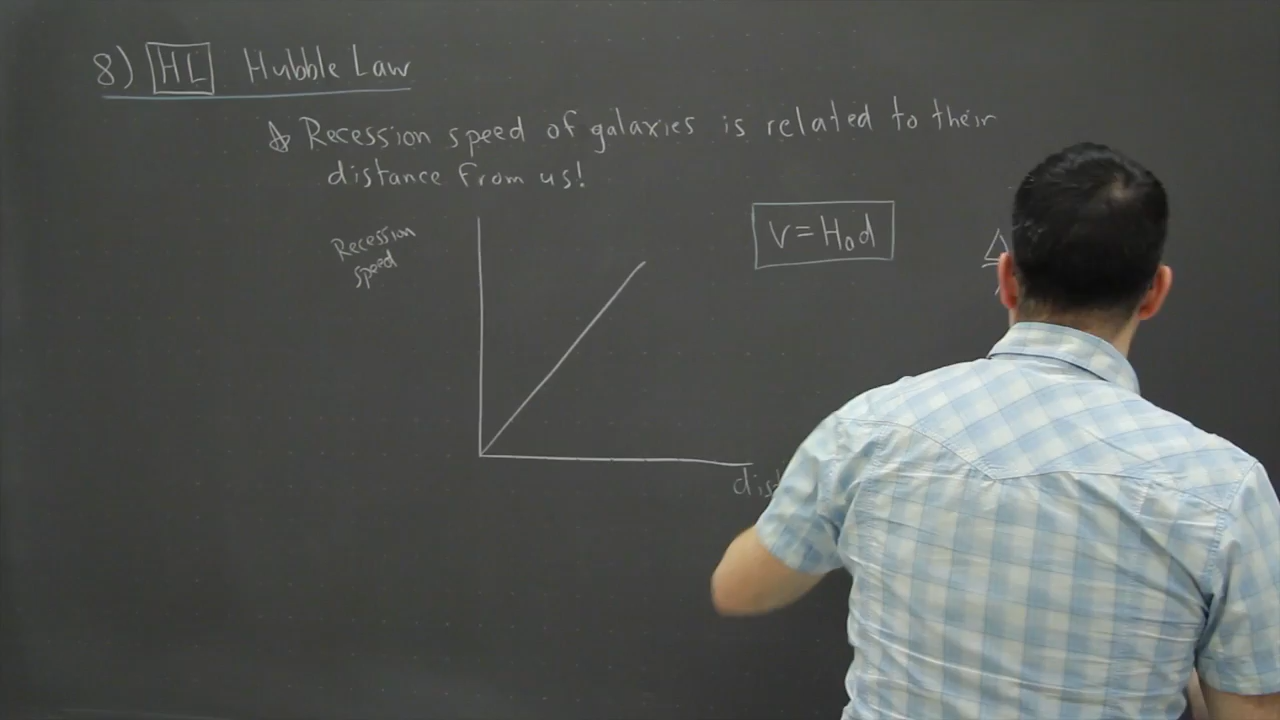 8) HL Hubble Law
☆ Recession speed of galaxies is related to their
distance from us!
Recession
speed
V = H₀d
Δ